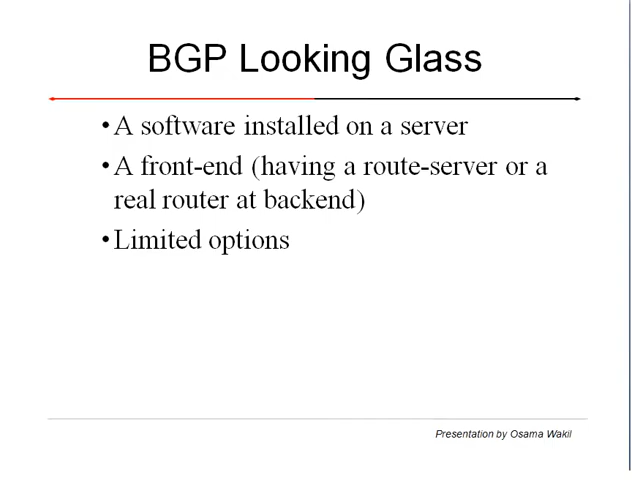 BGP Looking Glass
• A software installed on a server
• A front-end (having a route-server or a
real router at backend)
• Limited options
Presentation by Osama Wakil